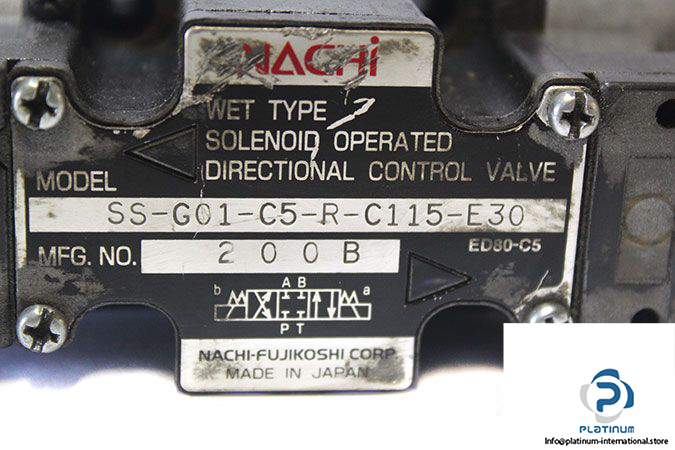 NACHi
WET TYPE
SOLENOID OPERATED
DIRECTIONAL CONTROL VALVE
MODEL
SS-G01-C5-R-C115-E30
MFG. NO. 200B
ED80-C5
A B
b a
P T
NACHI-FUJIKOSHI CORP.
MADE IN JAPAN
P
PLATINUM
Info@platinum-international.store